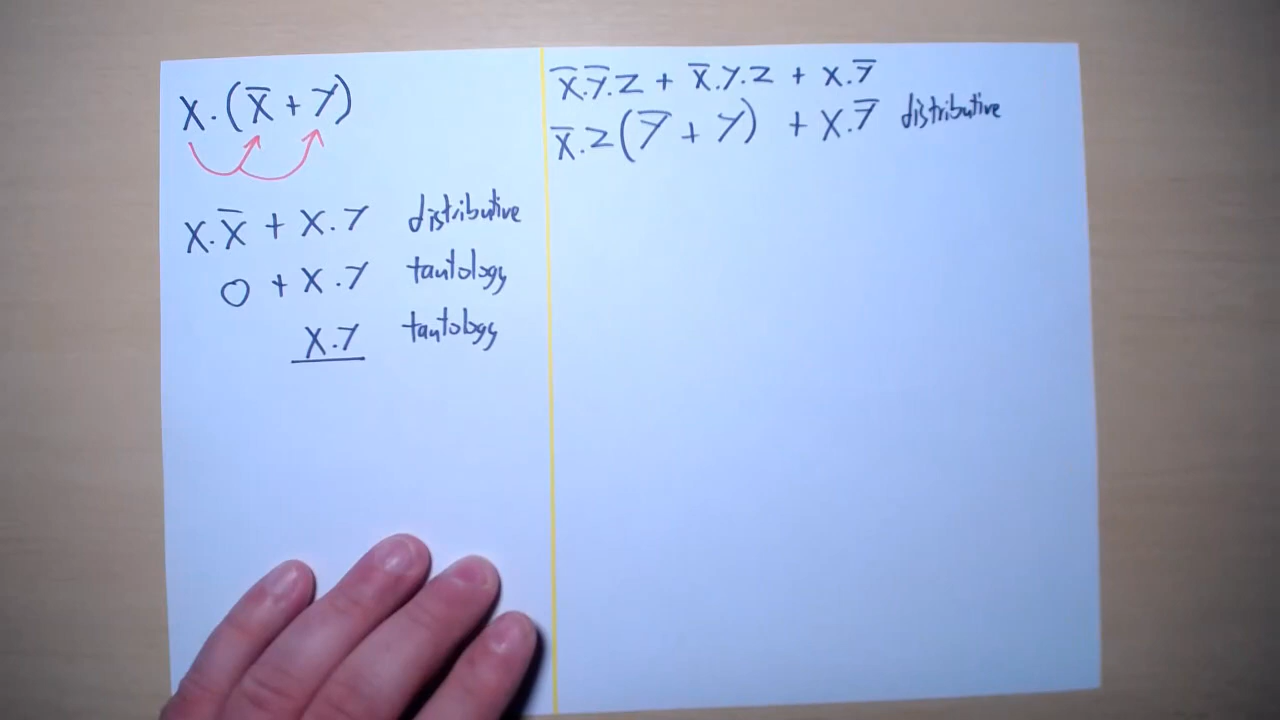 X.(X̅ + Y)
X.X̅ + X.Y distributive
0 + X.Y tautology
X.Y tautology
X̅.Y̅.Z + X̅.Y.Z + X.Y̅
X̅.Z(Y̅ + Y) + X.Y̅ distributive